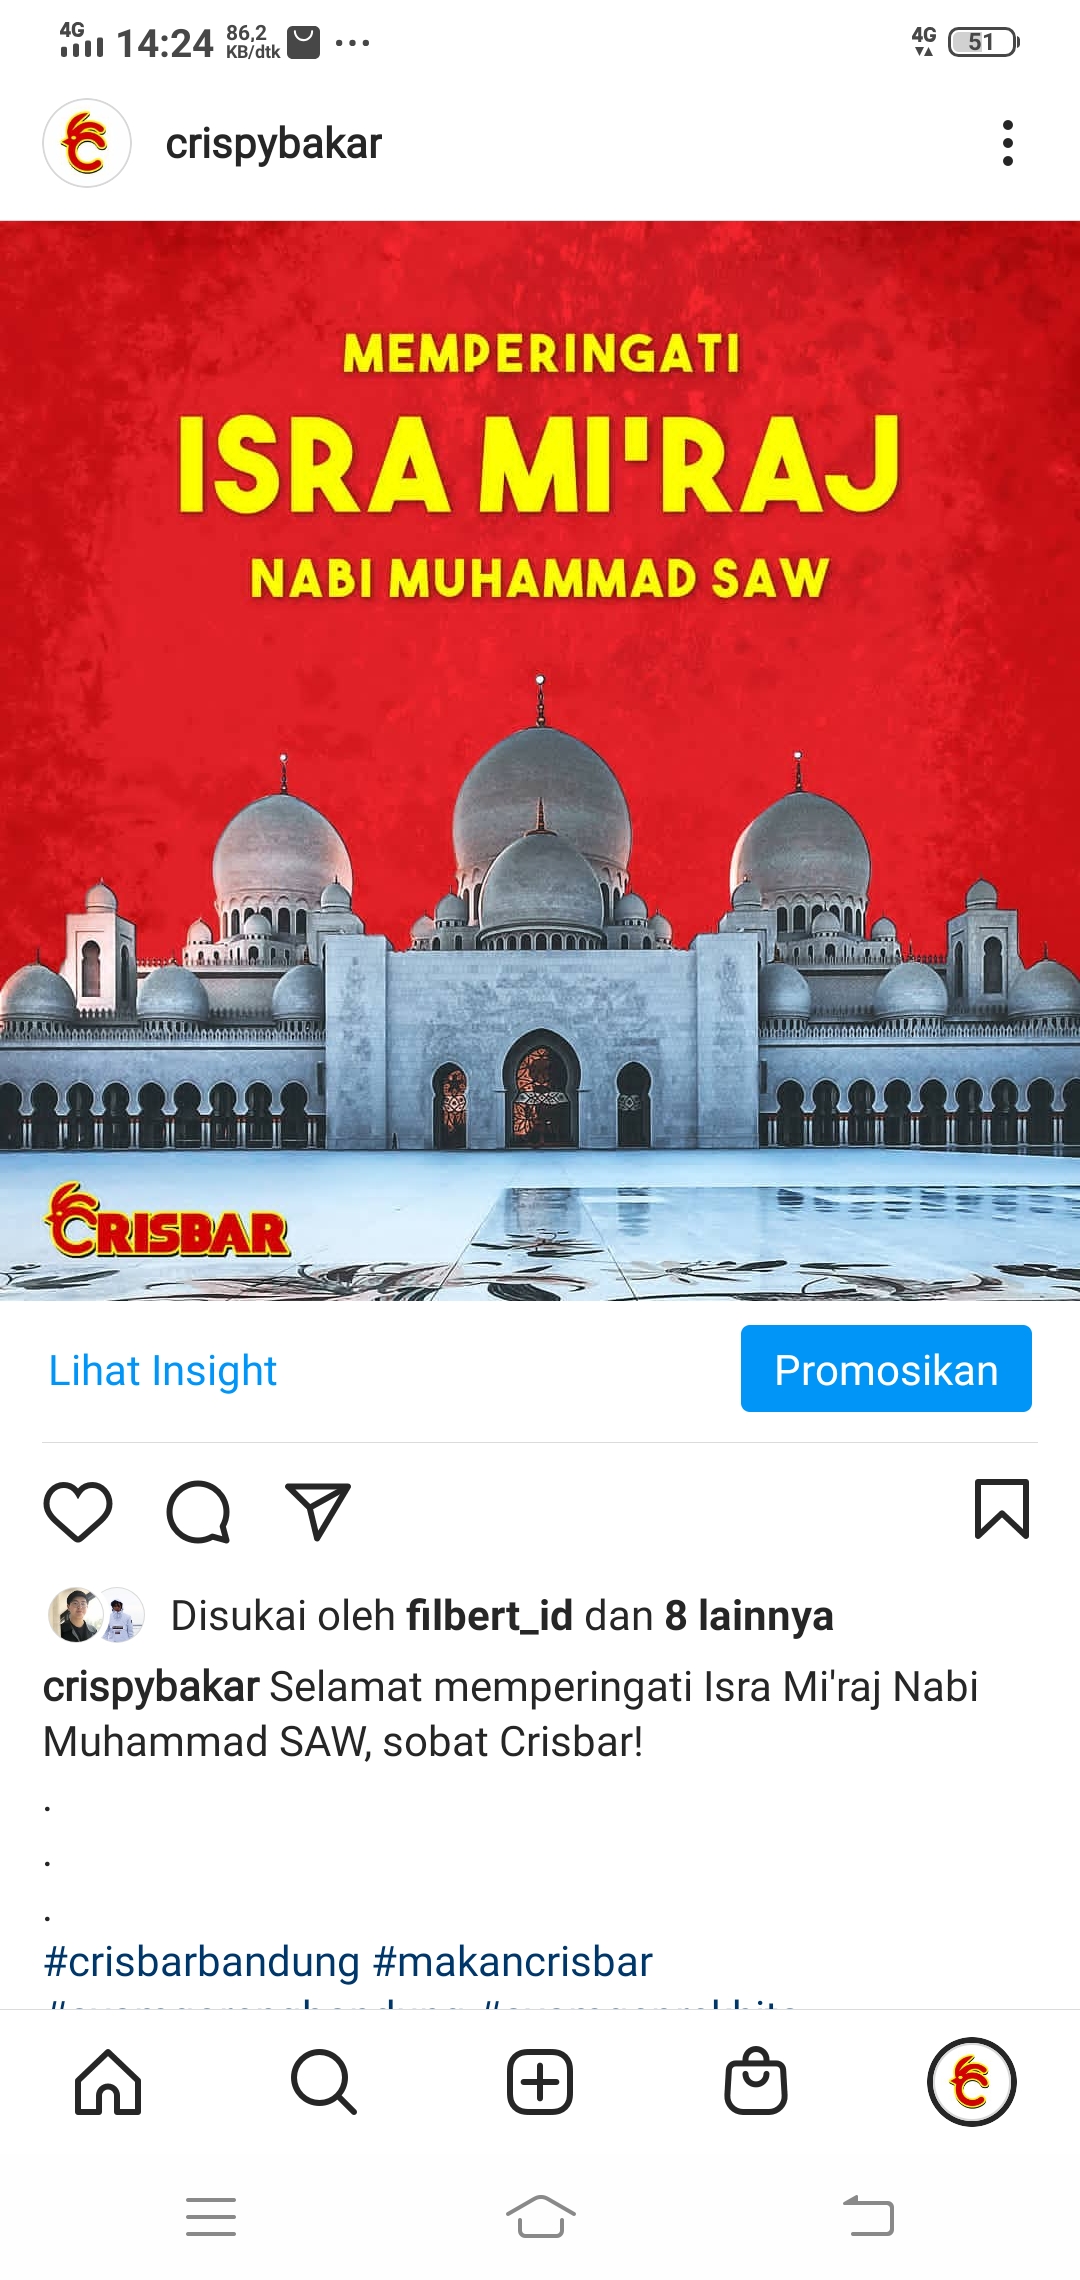 4G 14:24 86,2 KB/dtk ... 4G 51
crispybakar
MEMPERINGATI
ISRA MI'RAJ
NABI MUHAMMAD SAW
CRISBAR
Lihat Insight Promosikan
Disukai oleh filbert_id dan 8 lainnya
crispybakar Selamat memperingati Isra Mi'raj Nabi
Muhammad SAW, sobat Crisbar!
.
.
.
#crisbarbandung #makancrisbar